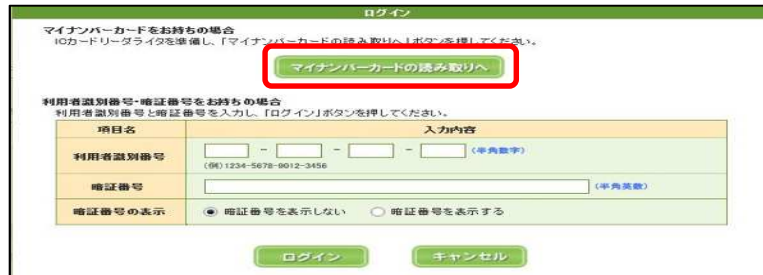 ログイン
マイナンバーカードをお持ちの場合
ICカードリーダライタを準備し、「マイナンバーカードの読み取りへ」ボタンを押してください。
マイナンバーカードの読み取りへ
利用者識別番号・暗証番号をお持ちの場合
利用者識別番号と暗証番号を入力し、「ログイン」ボタンを押してください。
項目名 入力内容
利用者識別番号 - - - (半角数字)
(例)1234-5678-9012-3456
暗証番号 (半角英数)
暗証番号の表示 暗証番号を表示しない 暗証番号を表示する
ログイン キャンセル